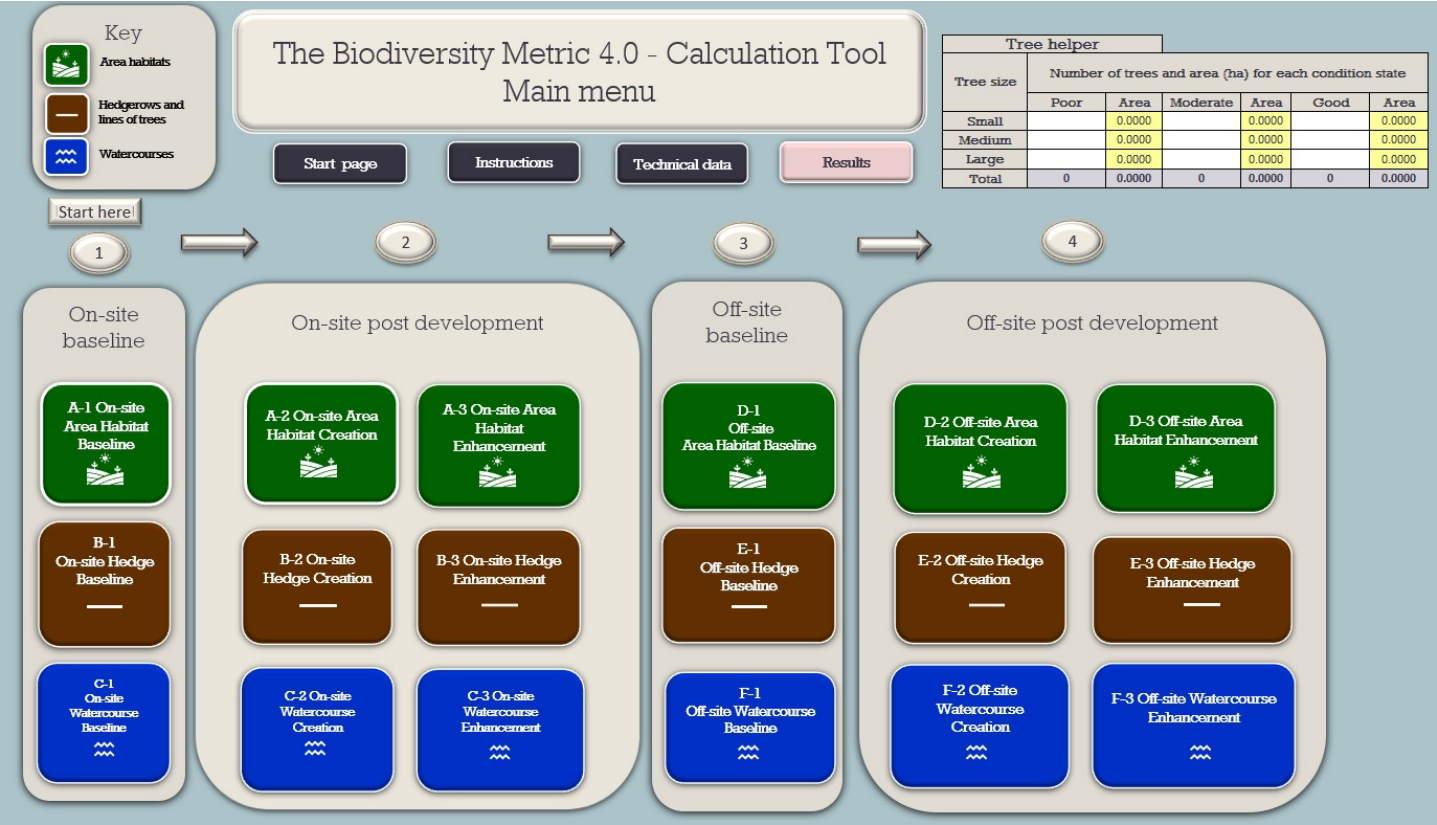 Key
Area habitats
Hedgerows and
lines of trees
Watercourses
The Biodiversity Metric 4.0 - Calculation Tool
Main menu
Start page
Instructions
Technical data
Results
Tree helper
Tree size
Number of trees and area (ha) for each condition state
Poor Area Moderate Area Good Area
Small 0.0000 0.0000 0.0000
Medium 0.0000 0.0000 0.0000
Large 0.0000 0.0000 0.0000
Total 0 0.0000 0 0.0000 0 0.0000
Start here
1
2
3
4
On-site
baseline
A-1 On-site
Area Habitat
Baseline
B-1
On-site Hedge
Baseline
C-1
On-site
Watercourse
Baseline
On-site post development
A-2 On-site Area
Habitat Creation
A-3 On-site Area
Habitat
Enhancement
B-2 On-site
Hedge Creation
B-3 On-site Hedge
Enhancement
C-2 On-site
Watercourse
Creation
C-3 On-site
Watercourse
Enhancement
Off-site
baseline
D-1
Off-site
Area Habitat Baseline
E-1
Off-site Hedge
Baseline
F-1
Off-site Watercourse
Baseline
Off-site post development
D-2 Off-site Area
Habitat Creation
D-3 Off-site Area
Habitat Enhancement
E-2 Off-site Hedge
Creation
E-3 Off-site Hedge
Enhancement
F-2 Off-site
Watercourse
Creation
F-3 Off-site Watercourse
Enhancement